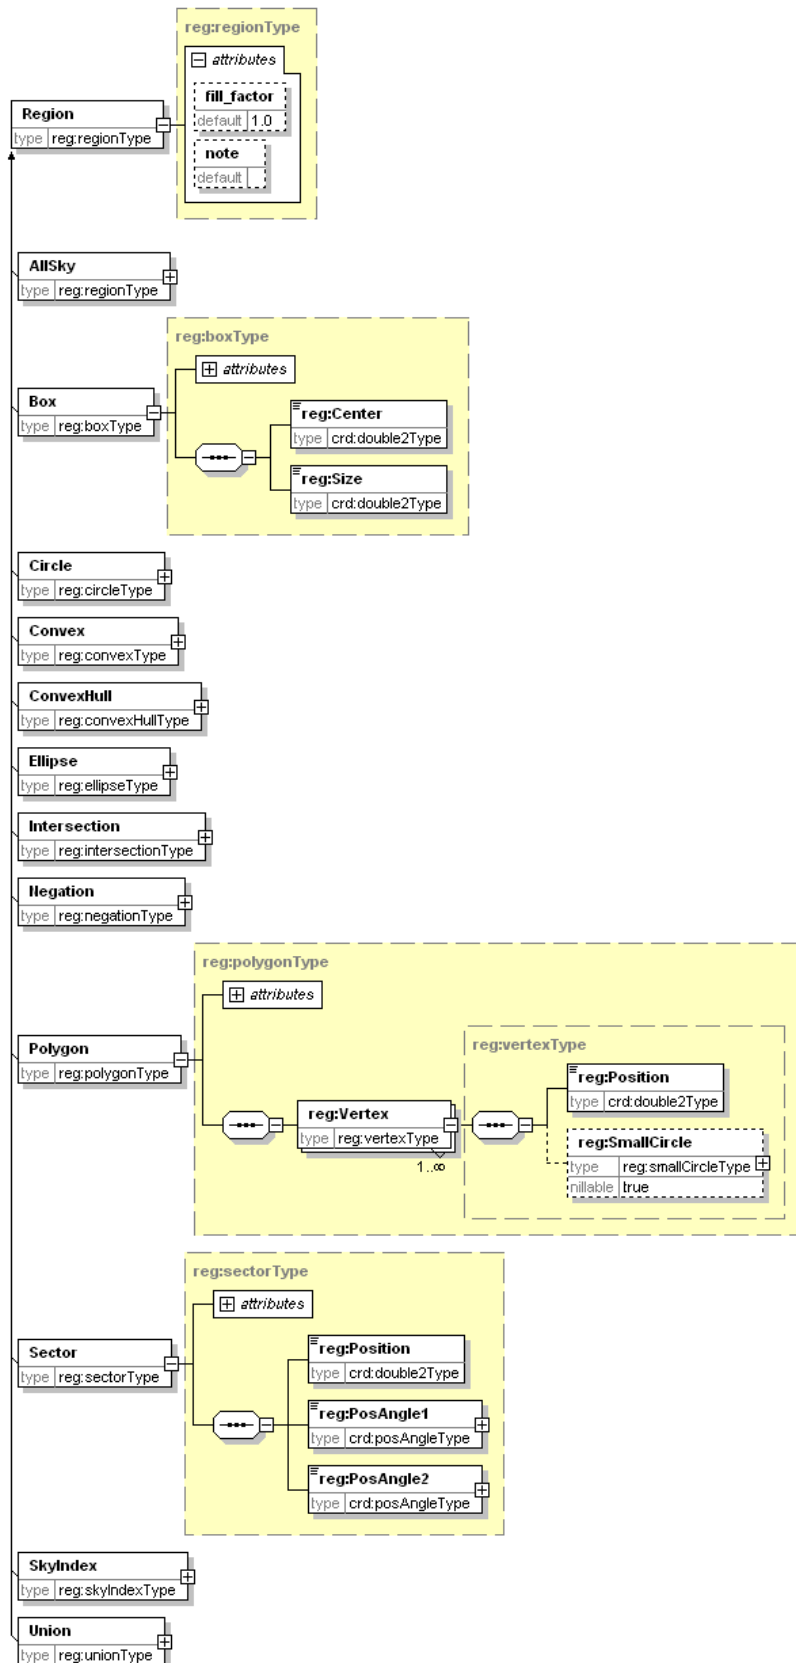 reg:regionType
attributes
fill_factor
default 1.0
note
default
Region
type reg:regionType
AllSky
type reg:regionType
reg:boxType
attributes
Box
type reg:boxType
reg:Center
type crd:double2Type
reg:Size
type crd:double2Type
Circle
type reg:circleType
Convex
type reg:convexType
ConvexHull
type reg:convexHullType
Ellipse
type reg:ellipseType
Intersection
type reg:intersectionType
Negation
type reg:negationType
reg:polygonType
attributes
Polygon
type reg:polygonType
reg:Vertex
type reg:vertexType
1..∞
reg:vertexType
reg:Position
type crd:double2Type
reg:SmallCircle
type reg:smallCircleType
nillable true
reg:sectorType
attributes
Sector
type reg:sectorType
reg:Position
type crd:double2Type
reg:PosAngle1
type crd:posAngleType
reg:PosAngle2
type crd:posAngleType
SkyIndex
type reg:skyIndexType
Union
type reg:unionType